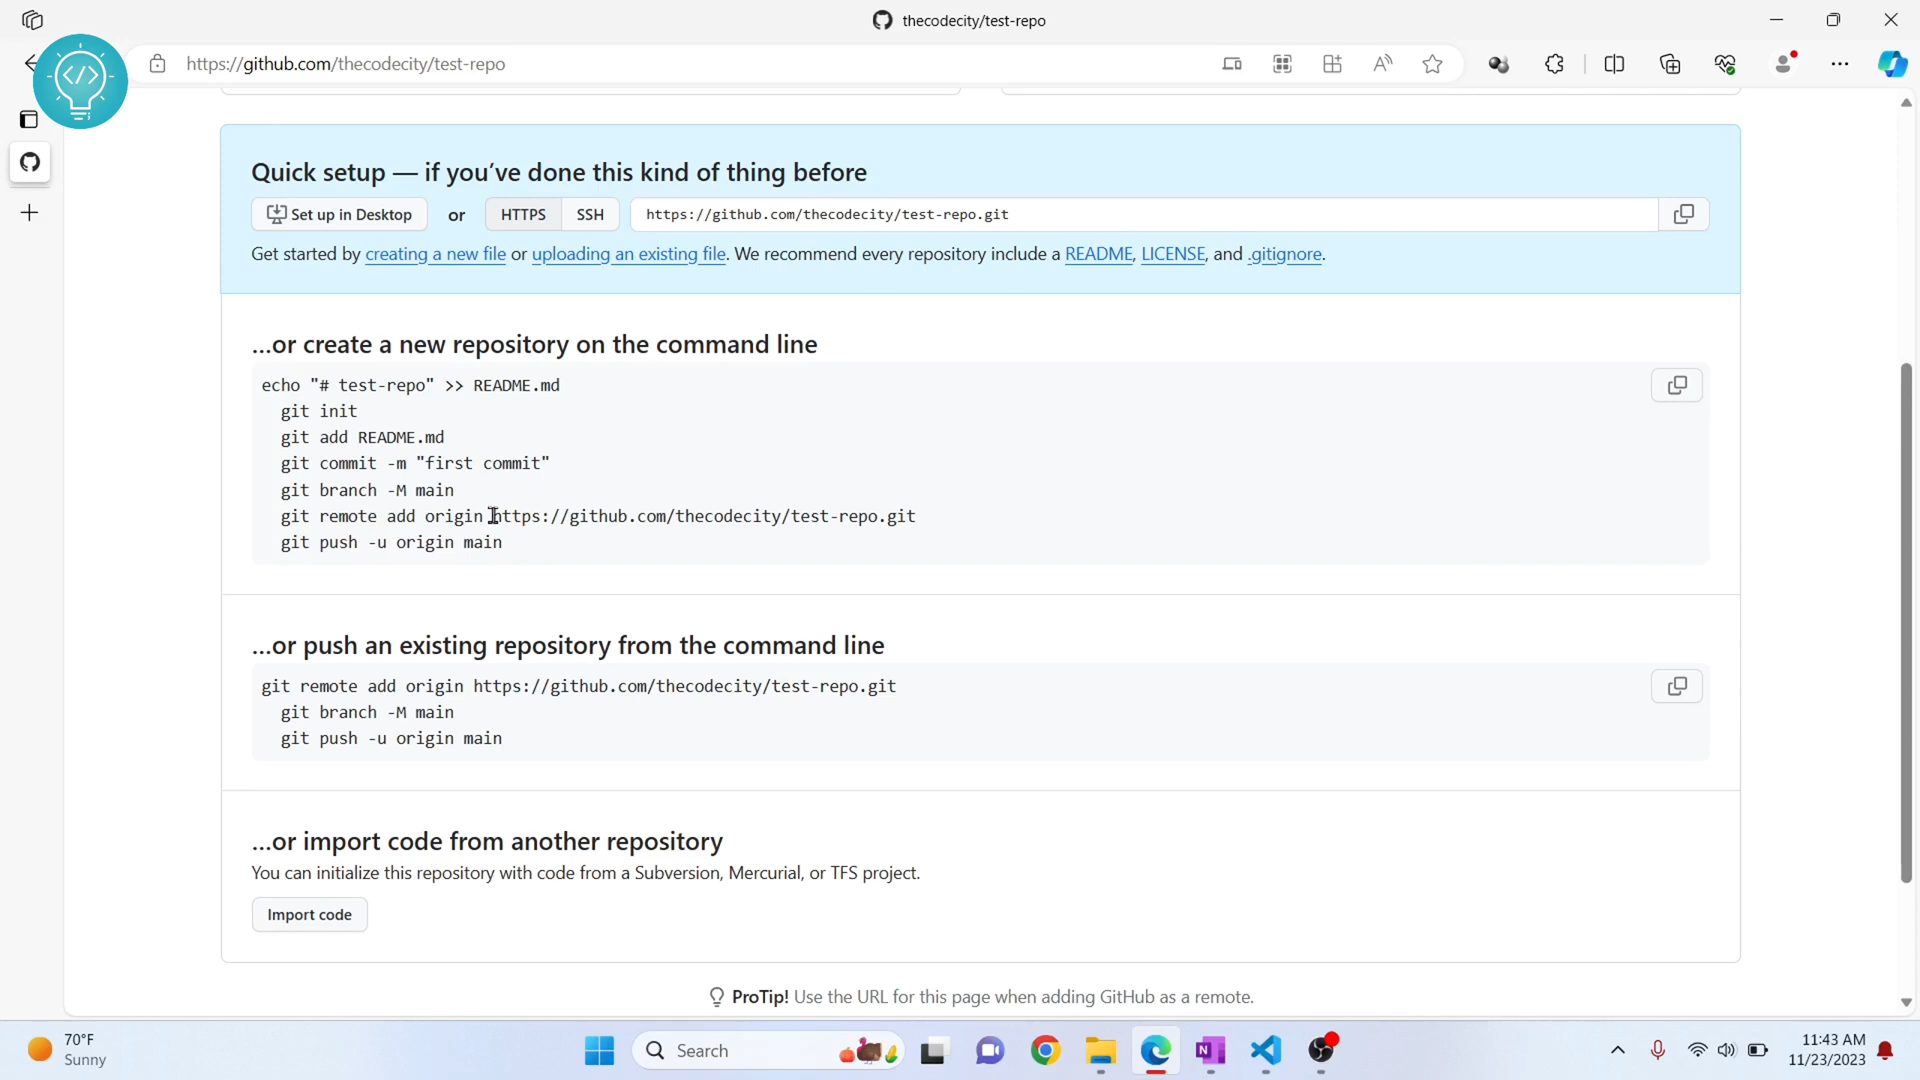 thecodecity/test-repo
https://github.com/thecodecity/test-repo
Quick setup — if you've done this kind of thing before
Set up in Desktop or HTTPS SSH https://github.com/thecodecity/test-repo.git
Get started by creating a new file or uploading an existing file. We recommend every repository include a README, LICENSE, and .gitignore.
...or create a new repository on the command line
echo "# test-repo" >> README.md
git init
git add README.md
git commit -m "first commit"
git branch -M main
git remote add origin https://github.com/thecodecity/test-repo.git
git push -u origin main
...or push an existing repository from the command line
git remote add origin https://github.com/thecodecity/test-repo.git
git branch -M main
git push -u origin main
...or import code from another repository
You can initialize this repository with code from a Subversion, Mercurial, or TFS project.
Import code
ProTip! Use the URL for this page when adding GitHub as a remote.
70°F
Sunny
Search
11:43 AM
11/23/2023